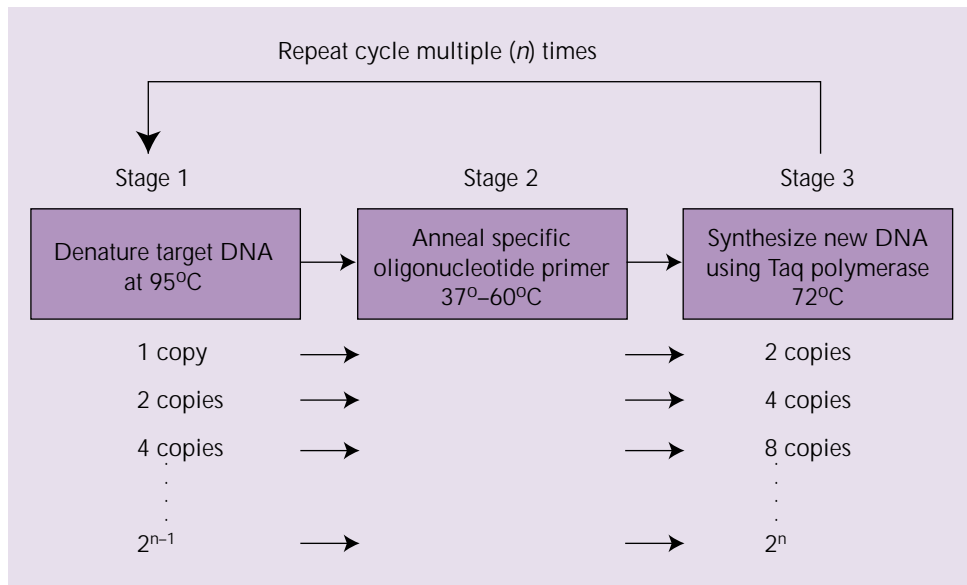 Repeat cycle multiple (n) times
Stage 1
Stage 2
Stage 3
Denature target DNA
at 95ºC
Anneal specific
oligonucleotide primer
37º–60ºC
Synthesize new DNA
using Taq polymerase
72ºC
1 copy
2 copies
2 copies
4 copies
4 copies
8 copies
2ⁿ⁻¹
2ⁿ